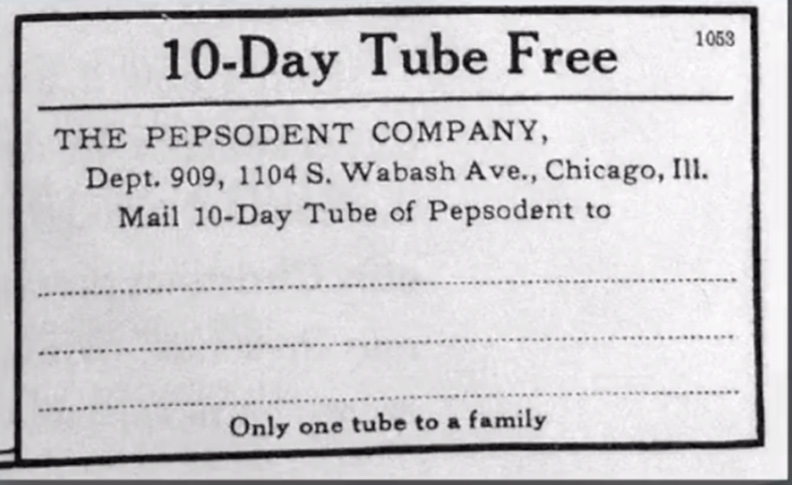 10-Day Tube Free 1053
THE PEPSODENT COMPANY,
Dept. 909, 1104 S. Wabash Ave., Chicago, Ill.
Mail 10-Day Tube of Pepsodent to
Only one tube to a family